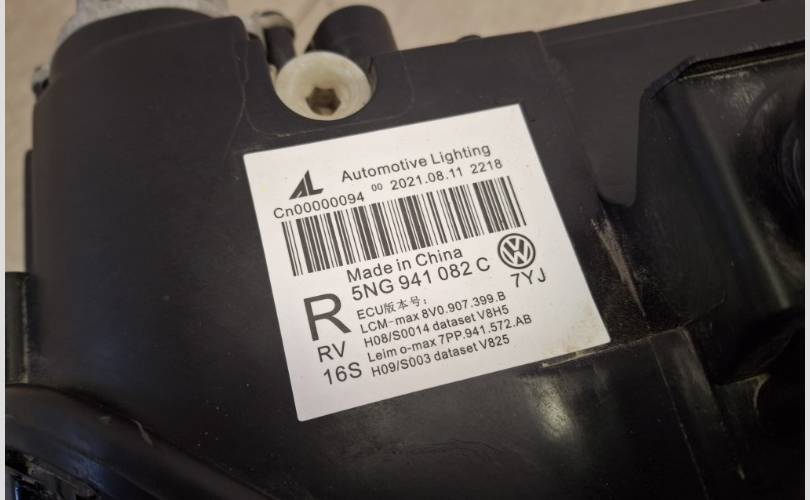 AL Automotive Lighting
Cn00000094 00 2021.08.11 2218
Made in China
5NG 941 082 C
7YJ
R
ECU版本号:
LCM-max 8V0.907.399.B
H08/S0014 dataset V8H5
RV
Leim o-max 7PP.941.572.AB
16S
H09/S003 dataset V825